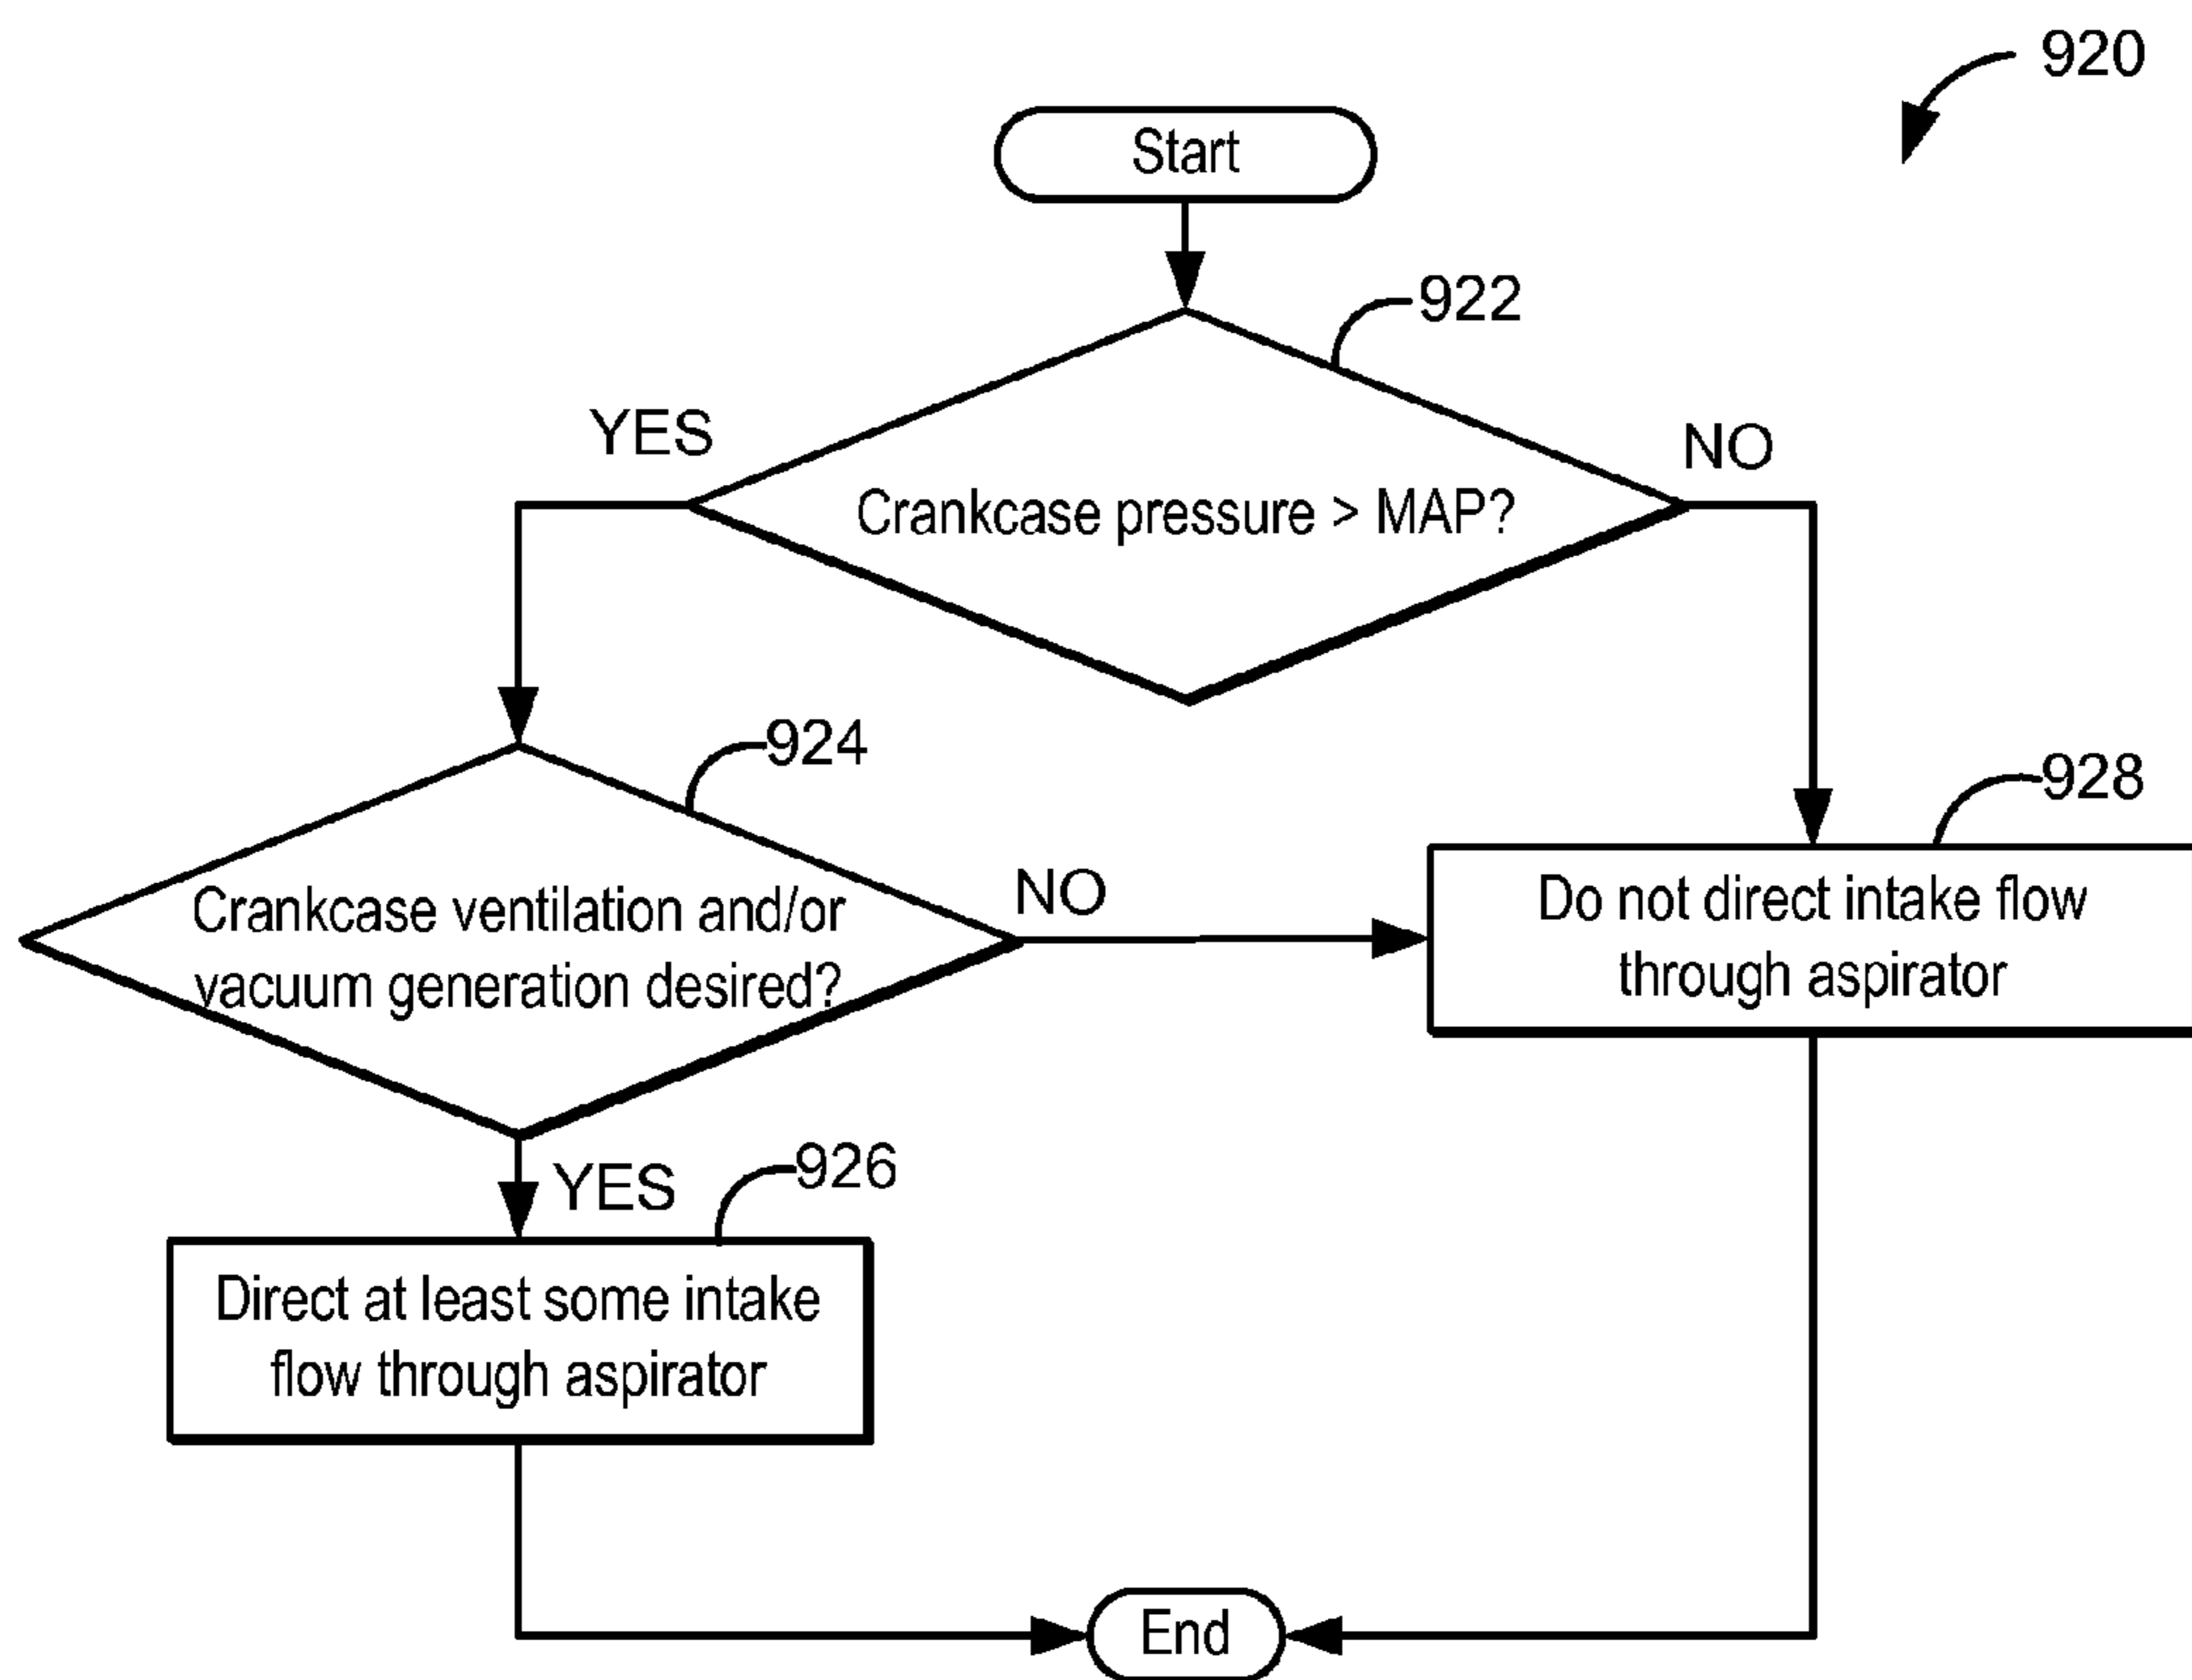 920
Start
922
YES
NO
Crankcase pressure > MAP?
924
928
Crankcase ventilation and/or
vacuum generation desired?
NO
Do not direct intake flow
through aspirator
YES
926
Direct at least some intake
flow through aspirator
End